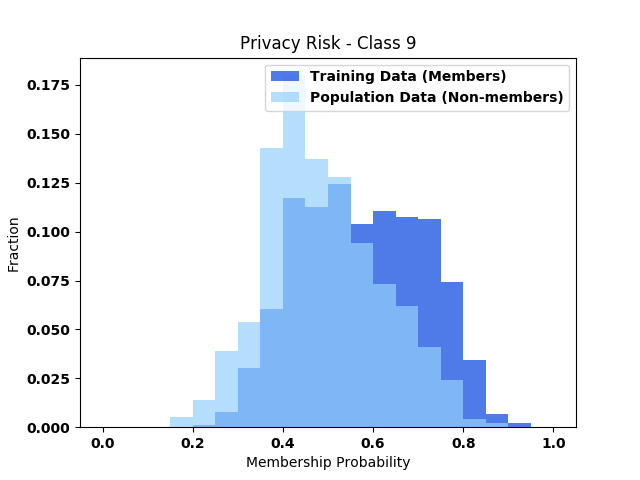 Privacy Risk - Class 9
Training Data (Members)
Population Data (Non-members)
0.175
0.150
0.125
0.100
0.075
0.050
0.025
0.000
Fraction
0.0 0.2 0.4 0.6 0.8 1.0
Membership Probability